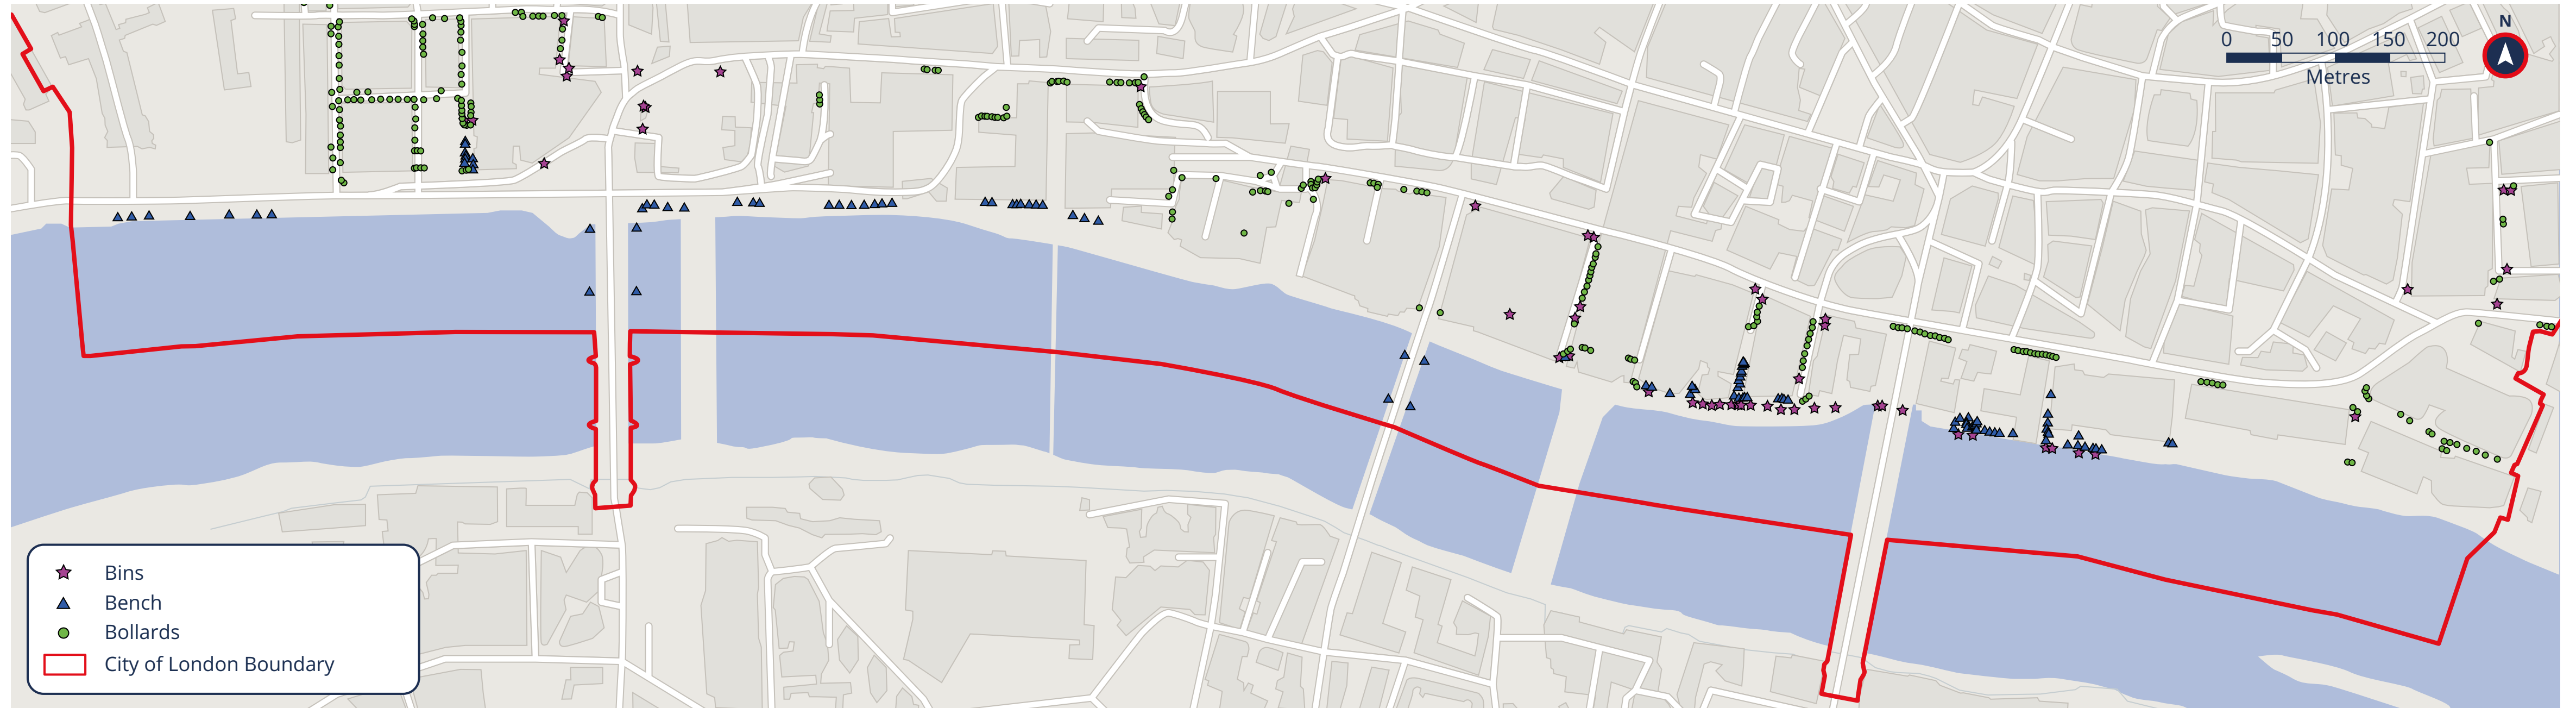 N
0 50 100 150 200
Metres
Bins
Bench
Bollards
City of London Boundary